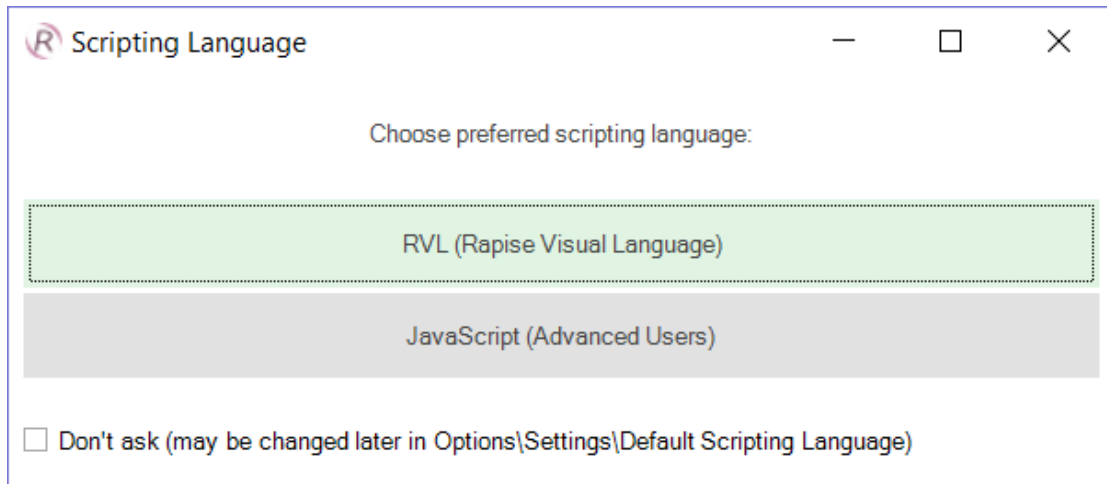 R Scripting Language
Choose preferred scripting language:
RVL (Rapise Visual Language)
JavaScript (Advanced Users)
Don't ask (may be changed later in Options\Settings\Default Scripting Language)